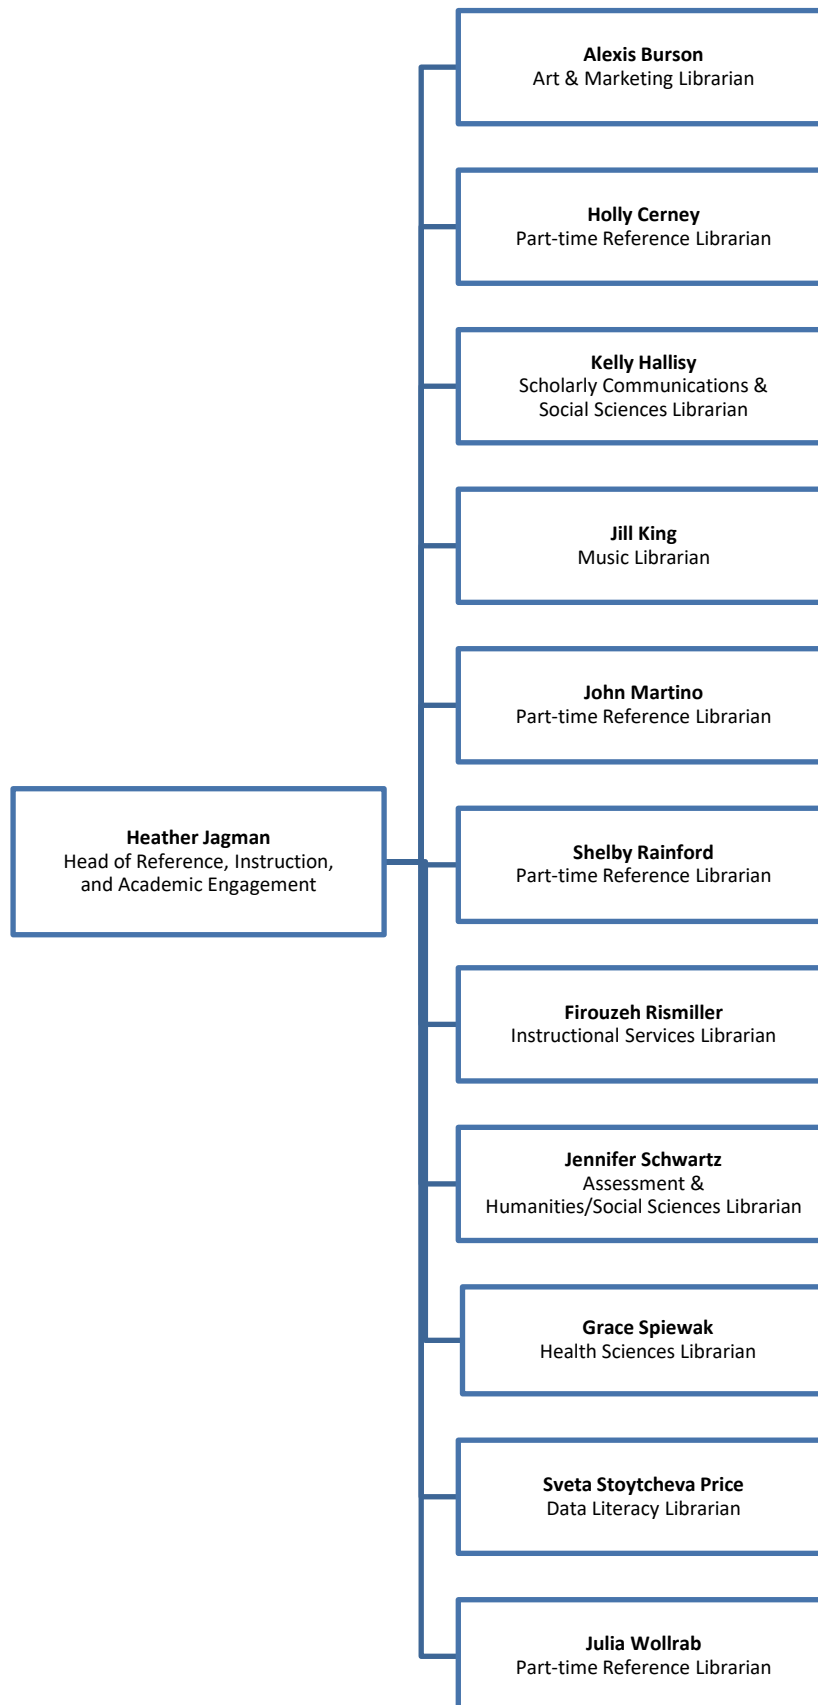 Alexis Burson
Art & Marketing Librarian
Holly Cerney
Part-time Reference Librarian
Kelly Hallisy
Scholarly Communications &
Social Sciences Librarian
Jill King
Music Librarian
John Martino
Part-time Reference Librarian
Heather Jagman
Head of Reference, Instruction,
and Academic Engagement
Shelby Rainford
Part-time Reference Librarian
Firouzeh Rismiller
Instructional Services Librarian
Jennifer Schwartz
Assessment &
Humanities/Social Sciences Librarian
Grace Spiewak
Health Sciences Librarian
Sveta Stoytcheva Price
Data Literacy Librarian
Julia Wollrab
Part-time Reference Librarian